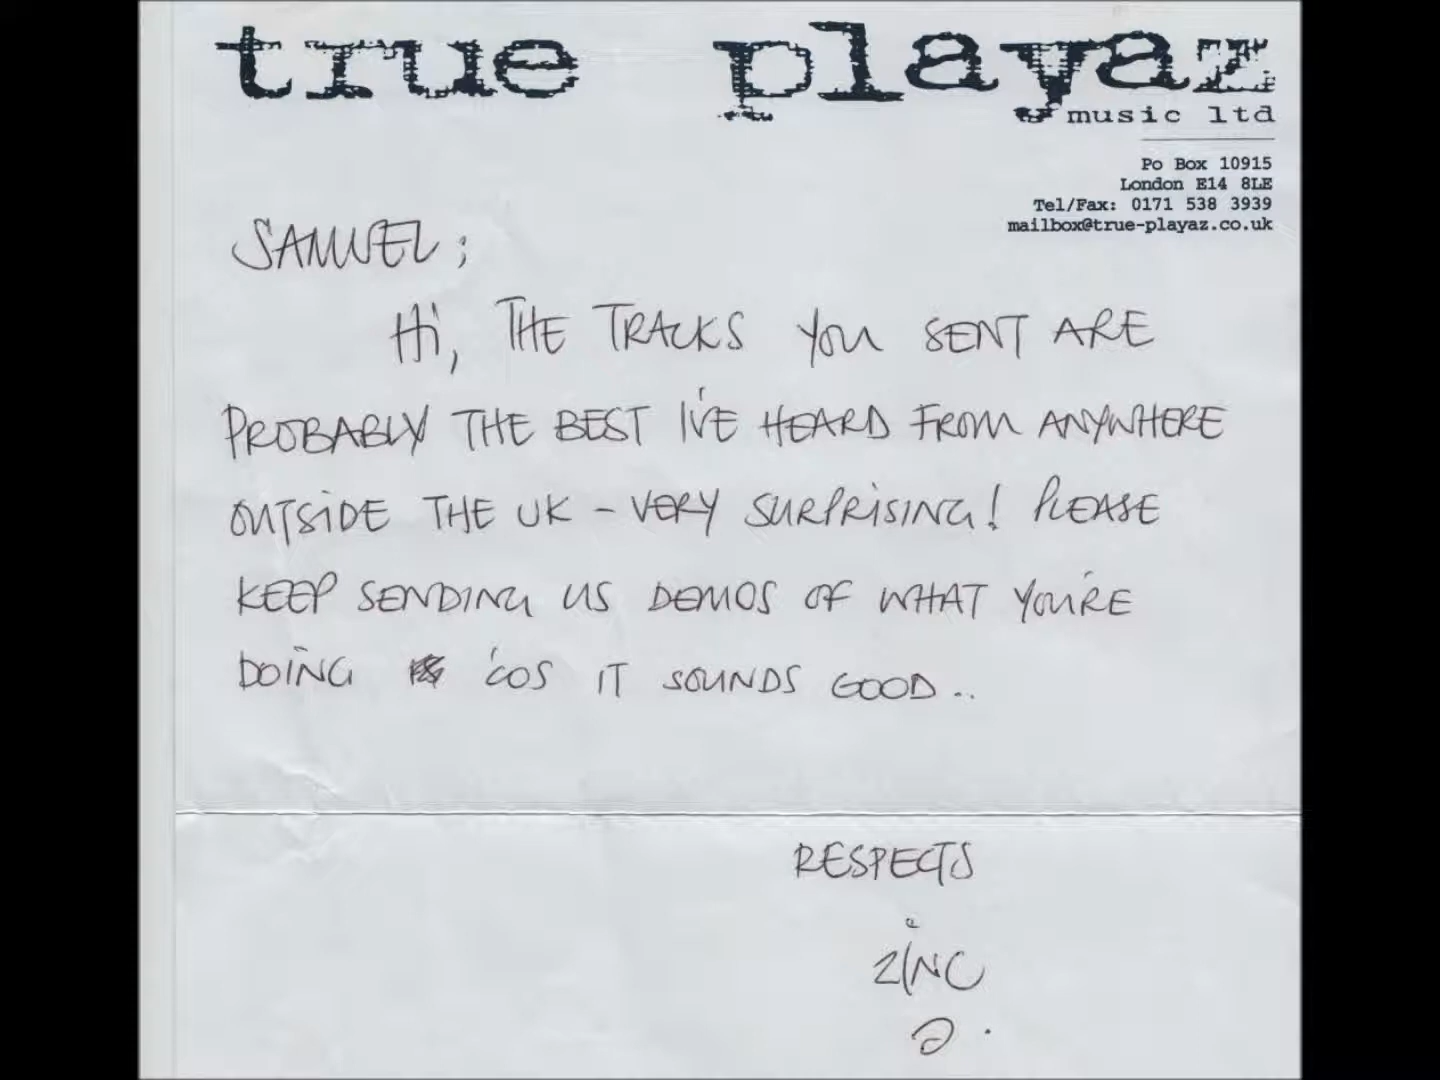 true playaz
music ltd
Po Box 10915
London E14 8LE
Tel/Fax: 0171 538 3939
mailbox@true-playaz.co.uk
SAMUEL;
Hi, THE TRACKS YOU SENT ARE
PROBABLY THE BEST I'VE HEARD FROM ANYWHERE
OUTSIDE THE UK - VERY SURPRISING! PLEASE
KEEP SENDING US DEMOS OF WHAT YOU'RE
DOING 'COS IT SOUNDS GOOD..
RESPECTS
ZINC